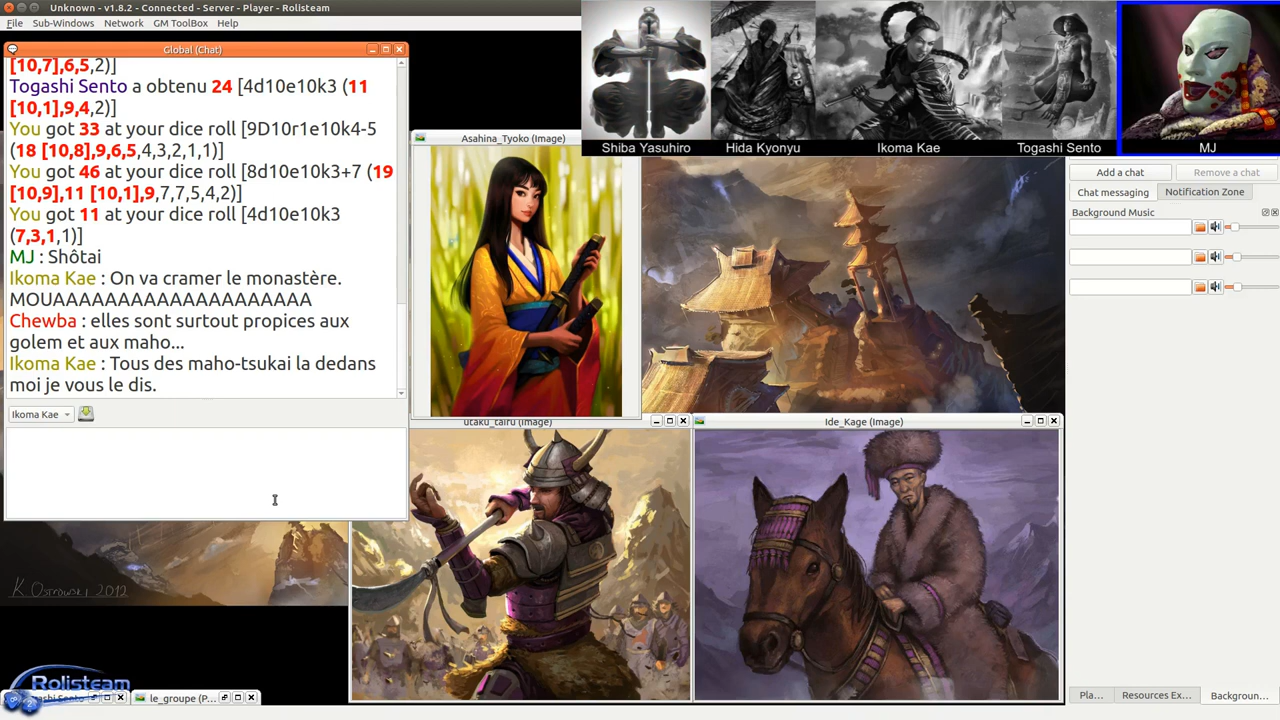 Unknown - v1.8.2 - Connected - Server - Player - Rolisteam
File Sub-Windows Network GM ToolBox Help
Global (Chat)
[10,7],6,5,2)]
Togashi Sento a obtenu 24 [4d10e10k3 (11
[10,1],9,4,2)]
You got 33 at your dice roll [9D10r1e10k4-5
(18 [10,8],9,6,5,4,3,2,1,1)]
You got 46 at your dice roll [8d10e10k3+7 (19
[10,9],11 [10,1],9,7,7,5,4,2)]
You got 11 at your dice roll [4d10e10k3
(7,3,1,1)]
MJ : Shôtai
Ikoma Kae : On va cramer le monastère.
MOUAAAAAAAAAAAAAAAAAAAA
Chewba : elles sont surtout propices aux
golem et aux maho...
Ikoma Kae : Tous des maho-tsukai la dedans
moi je vous le dis.
Ikoma Kae
Shiba Yasuhiro
Hida Kyonyu
Ikoma Kae
Togashi Sento
MJ
Asahina_Tyoko (Image)
utaku_tairu (Image)
Ide_Kage (Image)
Add a chat
Remove a chat
Chat messaging
Notification Zone
Background Music
K Ostrowski 2012
Rolisteam
le_groupe (P...
Pla...
Resources Ex...
Backgroun...